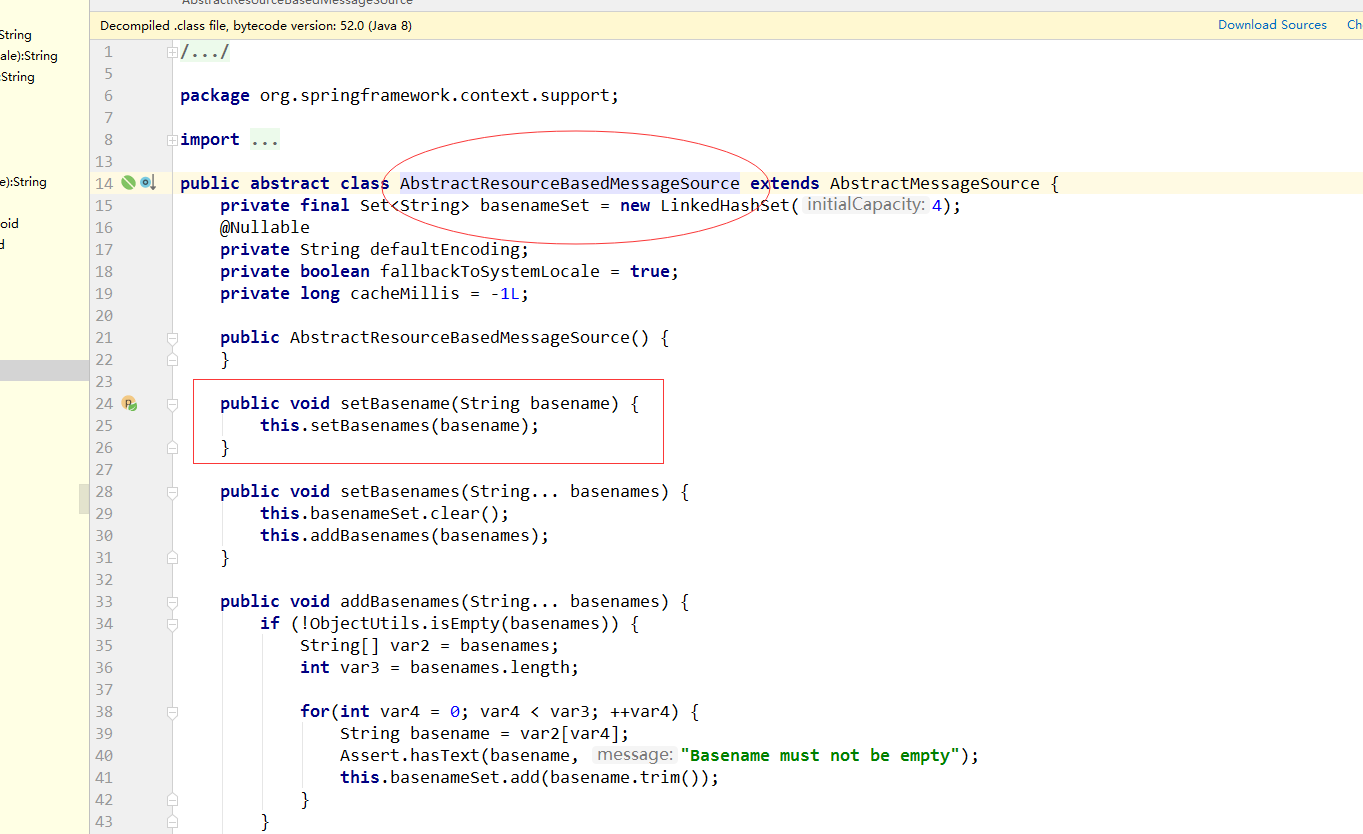 AbstractResourceBasedMessageSource
Decompiled .class file, bytecode version: 52.0 (Java 8) Download Sources Ch
String
ale):String
:String
e):String
oid
d
1 /.../
5
6 package org.springframework.context.support;
7
8 import ...
13
14 public abstract class AbstractResourceBasedMessageSource extends AbstractMessageSource {
15 private final Set<String> basenameSet = new LinkedHashSet( initialCapacity: 4);
16 @Nullable
17 private String defaultEncoding;
18 private boolean fallbackToSystemLocale = true;
19 private long cacheMillis = -1L;
20
21 public AbstractResourceBasedMessageSource() {
22 }
23
24 public void setBasename(String basename) {
25 this.setBasenames(basename);
26 }
27
28 public void setBasenames(String... basenames) {
29 this.basenameSet.clear();
30 this.addBasenames(basenames);
31 }
32
33 public void addBasenames(String... basenames) {
34 if (!ObjectUtils.isEmpty(basenames)) {
35 String[] var2 = basenames;
36 int var3 = basenames.length;
37
38 for(int var4 = 0; var4 < var3; ++var4) {
39 String basename = var2[var4];
40 Assert.hasText(basename, message: "Basename must not be empty");
41 this.basenameSet.add(basename.trim());
42 }
43 }